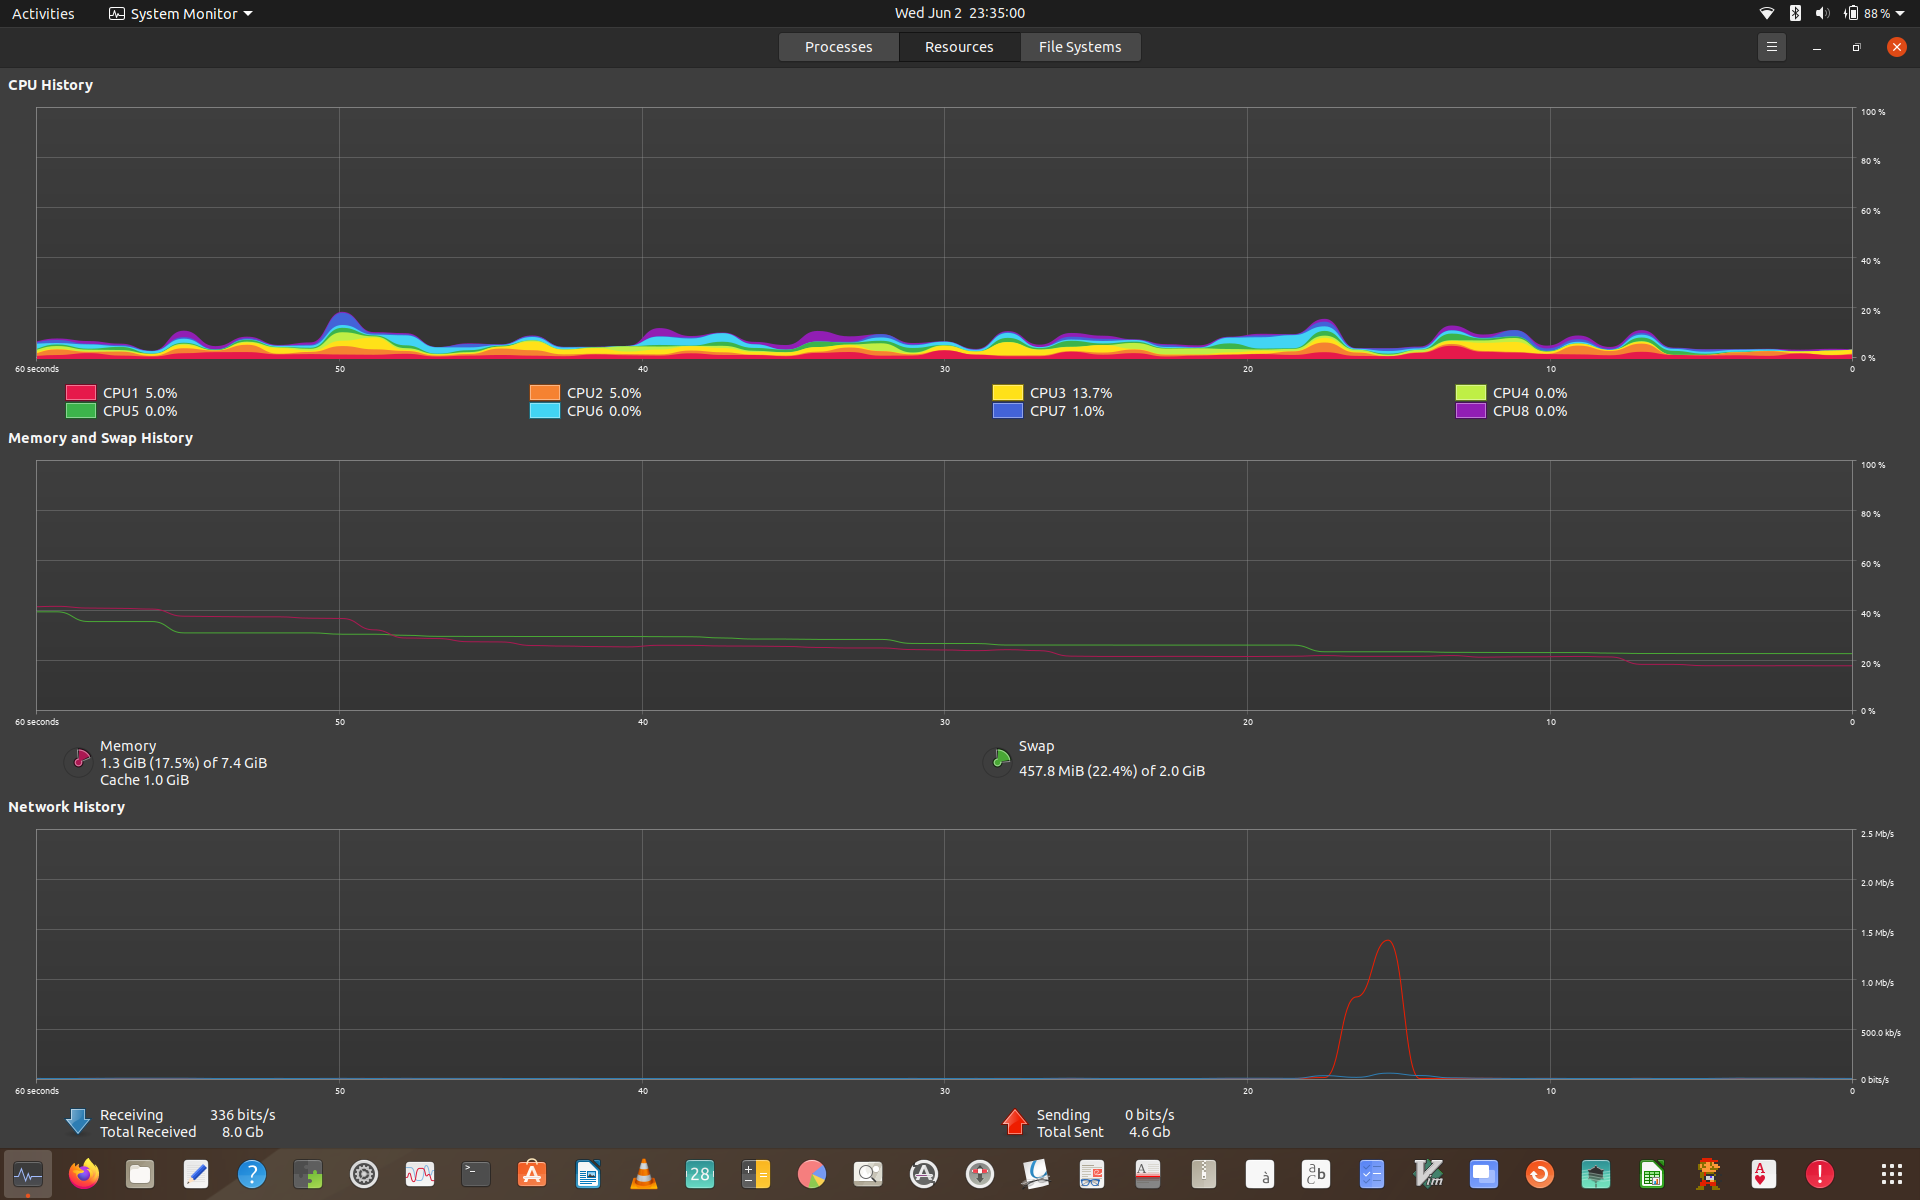 Activities System Monitor Wed Jun 2 23:35:00 88 %
Processes Resources File Systems
CPU History
100 %
80 %
60 %
40 %
20 %
0 %
60 seconds 50 40 30 20 10 0
CPU1 5.0% CPU2 5.0% CPU3 13.7% CPU4 0.0%
CPU5 0.0% CPU6 0.0% CPU7 1.0% CPU8 0.0%
Memory and Swap History
100 %
80 %
60 %
40 %
20 %
0 %
60 seconds 50 40 30 20 10 0
Memory
1.3 GiB (17.5%) of 7.4 GiB
Cache 1.0 GiB
Swap
457.8 MiB (22.4%) of 2.0 GiB
Network History
2.5 Mb/s
2.0 Mb/s
1.5 Mb/s
1.0 Mb/s
500.0 kb/s
0 bits/s
60 seconds 50 40 30 20 10 0
Receiving 336 bits/s
Total Received 8.0 Gb
Sending 0 bits/s
Total Sent 4.6 Gb
? >_ A 28 A A à a b c Vim A !